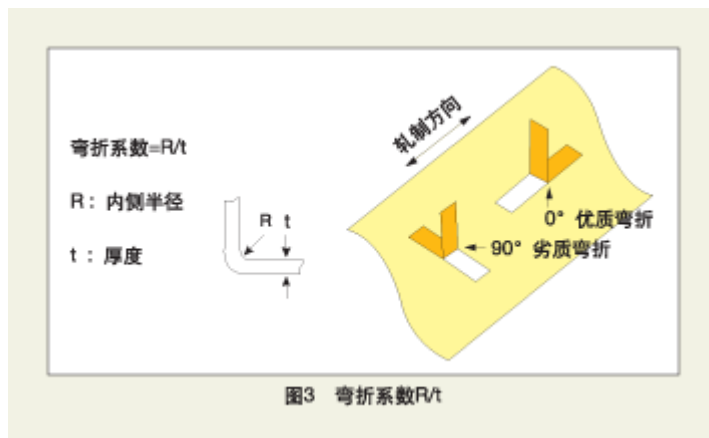 弯折系数=R/t
R：内侧半径
t：厚度
R t
轧制方向
0° 优质弯折
90° 劣质弯折
图3 弯折系数R/t